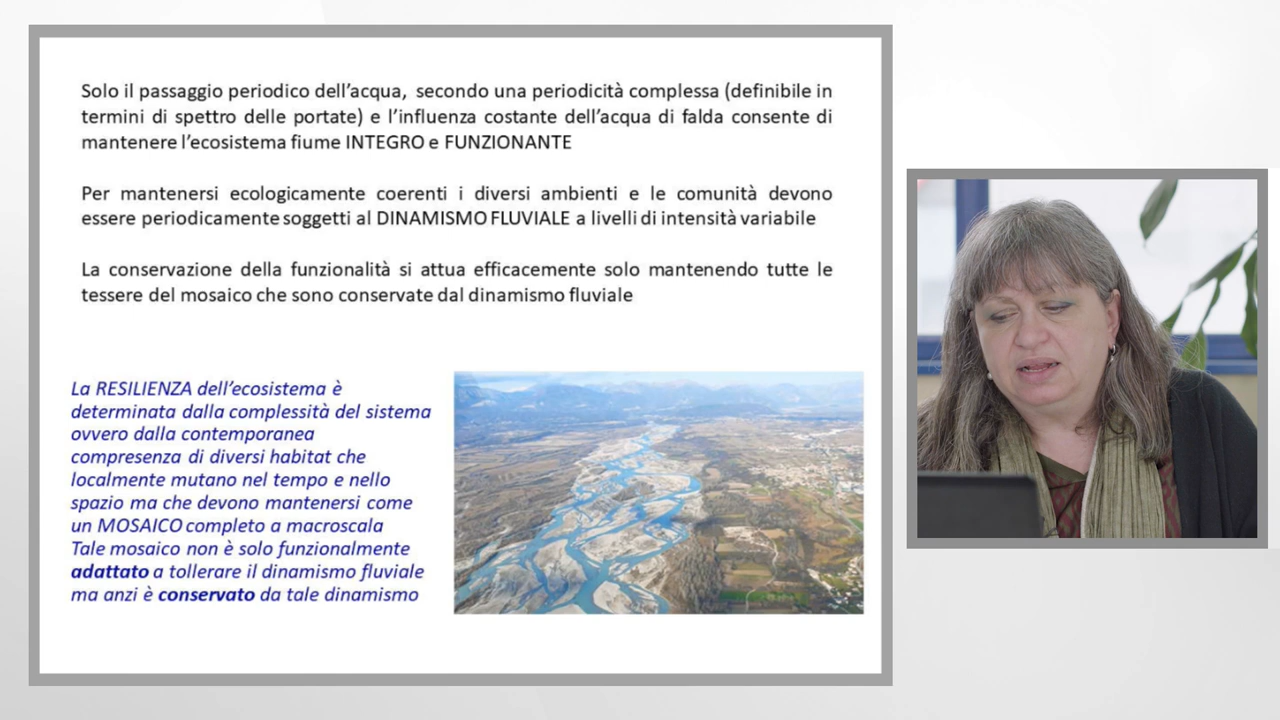 Solo il passaggio periodico dell'acqua, secondo una periodicità complessa (definibile in
termini di spettro delle portate) e l'influenza costante dell'acqua di falda consente di
mantenere l'ecosistema fiume INTEGRO e FUNZIONANTE
Per mantenersi ecologicamente coerenti i diversi ambienti e le comunità devono
essere periodicamente soggetti al DINAMISMO FLUVIALE a livelli di intensità variabile
La conservazione della funzionalità si attua efficacemente solo mantenendo tutte le
tessere del mosaico che sono conservate dal dinamismo fluviale
La RESILIENZA dell'ecosistema è
determinata dalla complessità del sistema
ovvero dalla contemporanea
compresenza di diversi habitat che
localmente mutano nel tempo e nello
spazio ma che devono mantenersi come
un MOSAICO completo a macroscala
Tale mosaico non è solo funzionalmente
adattato a tollerare il dinamismo fluviale
ma anzi è conservato da tale dinamismo